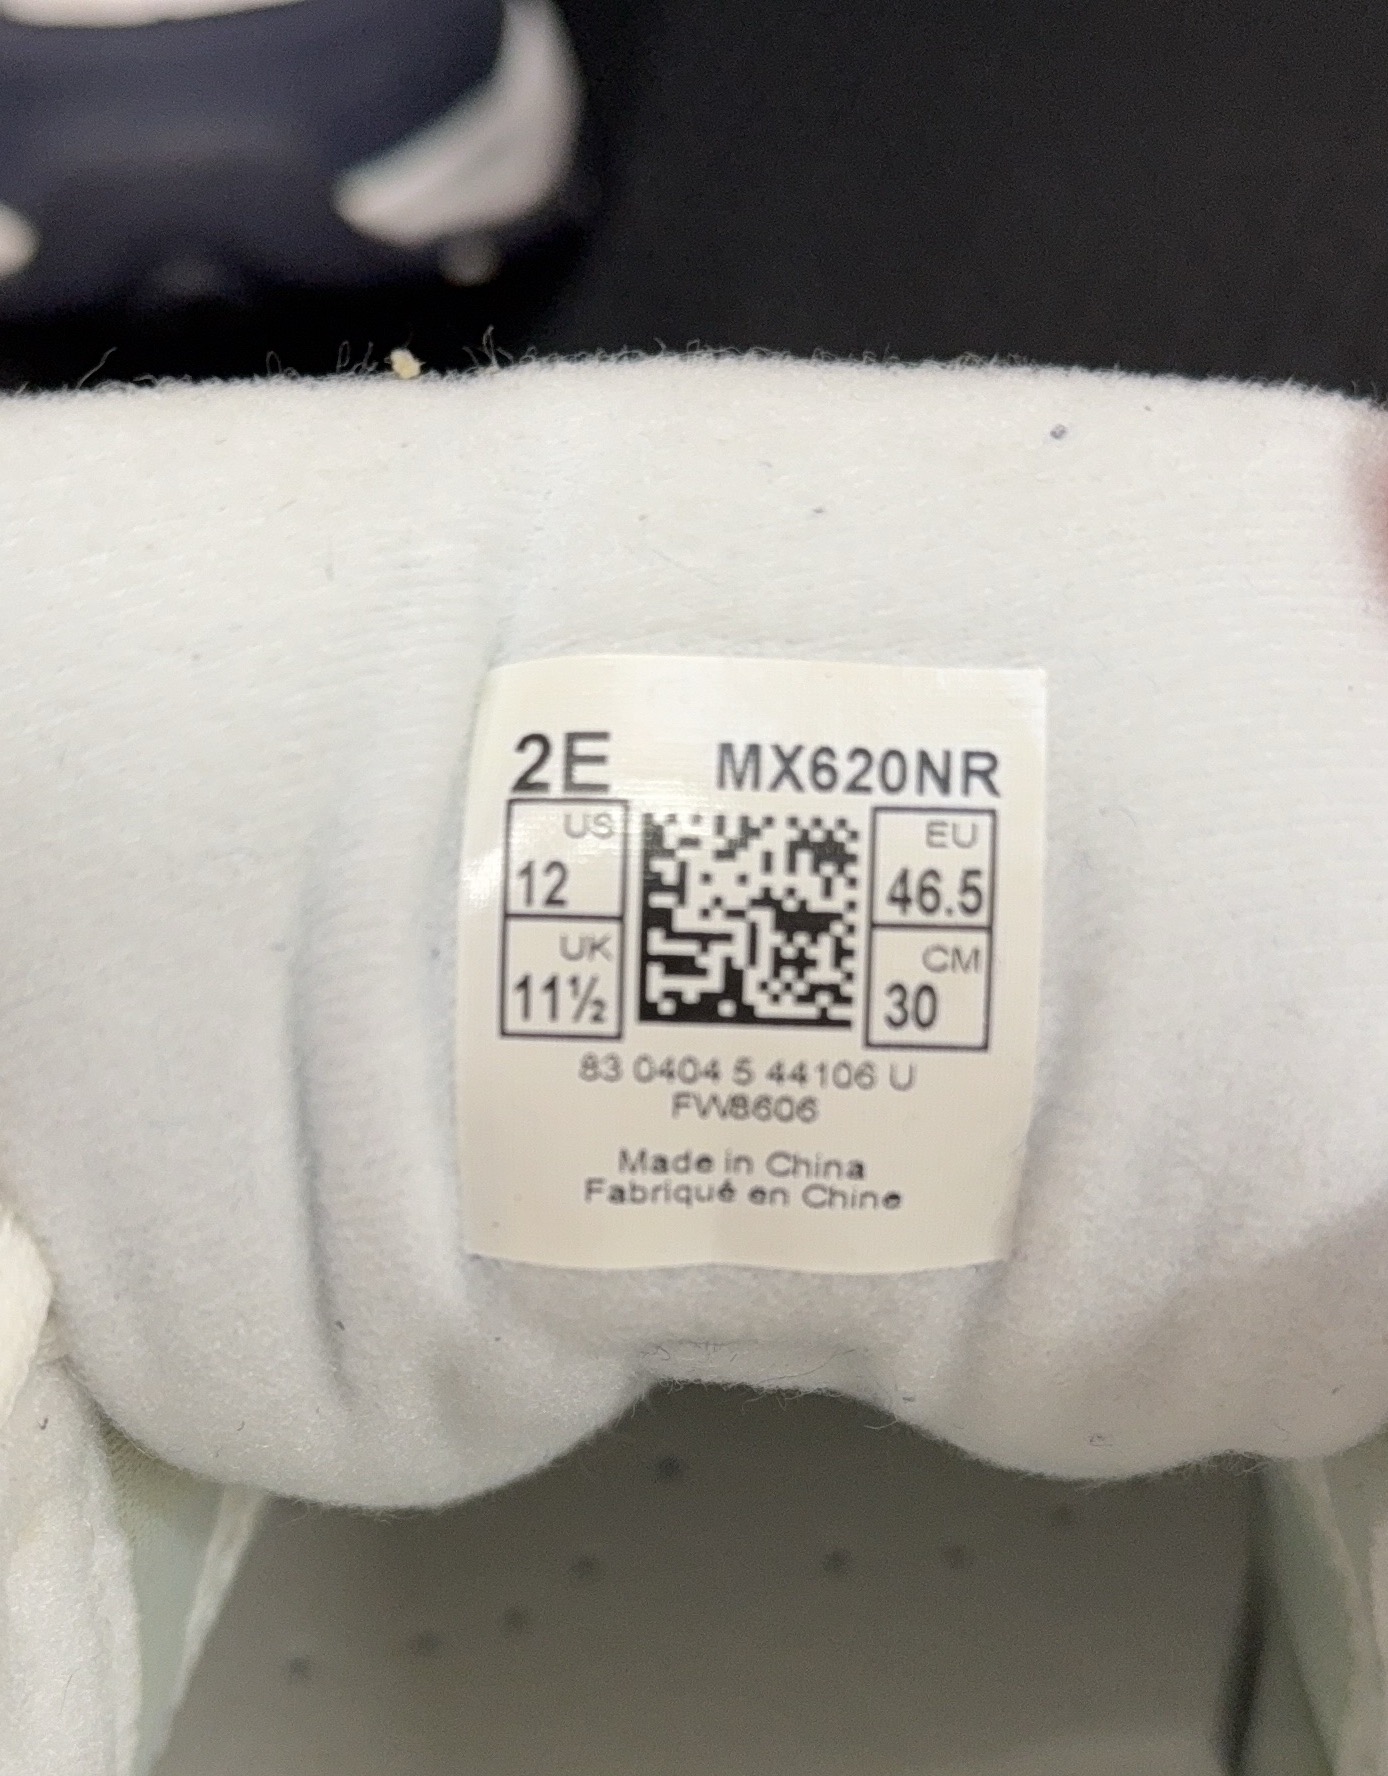 2E MX620NR
US EU
12 46.5
UK CM
11½ 30
83 0404 5 44106 U
FW8606
Made in China
Fabriqué en Chine